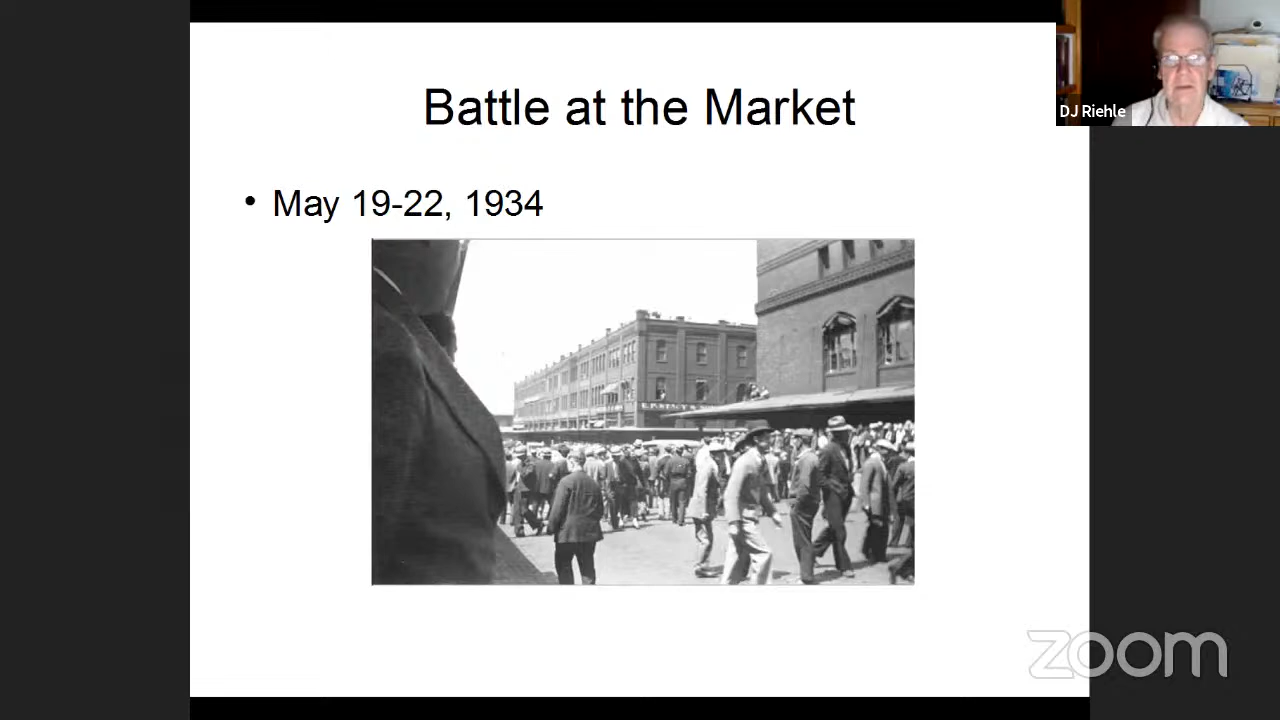 Battle at the Market
DJ Riehle
• May 19-22, 1934
zoom